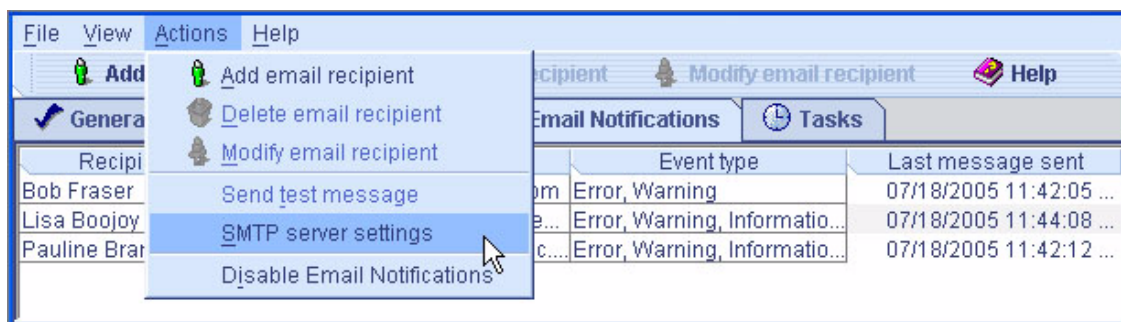 File View Actions Help
Add ecipient Modify email recipient Help
Add email recipient
Delete email recipient
Modify email recipient
Send test message
SMTP server settings
Disable Email Notifications
Genera Email Notifications Tasks
Recipi Event type Last message sent
Bob Fraser om Error, Warning 07/18/2005 11:42:05 ...
Lisa Boojoy e... Error, Warning, Informatio... 07/18/2005 11:44:08 ...
Pauline Bran c.... Error, Warning, Informatio... 07/18/2005 11:42:12 ...